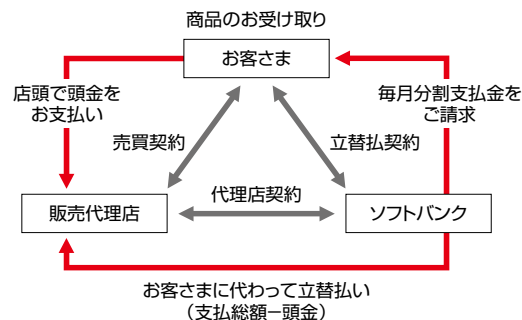 商品のお受け取り
お客さま
店頭で頭金を
お支払い
毎月分割支払金を
ご請求
売買契約
立替払契約
代理店契約
販売代理店
ソフトバンク
お客さまに代わって立替払い
（支払総額ー頭金）